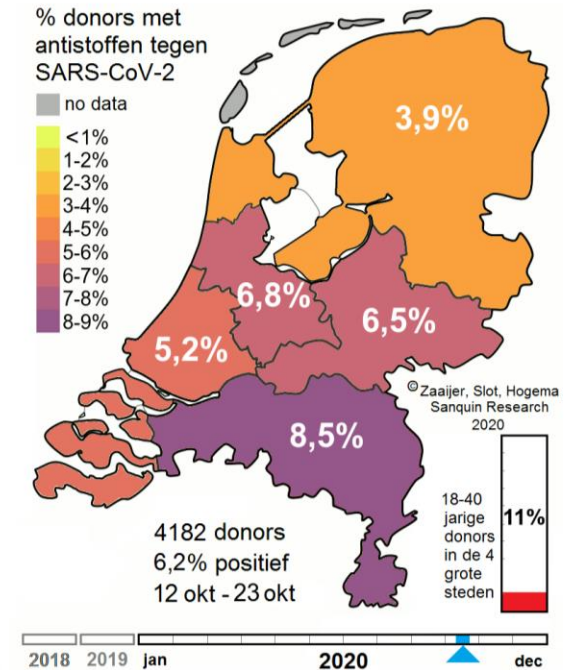 % donors met
antistoffen tegen
SARS-CoV-2
no data
<1%
1-2%
2-3%
3-4%
4-5%
5-6%
6-7%
7-8%
8-9%
3,9%
6,8%
6,5%
5,2%
8,5%
© Zaaijer, Slot, Hogema
Sanquin Research
2020
18-40
jarige
donors
in de 4
grote
steden
11%
4182 donors
6,2% positief
12 okt - 23 okt
2018 2019 jan 2020 dec